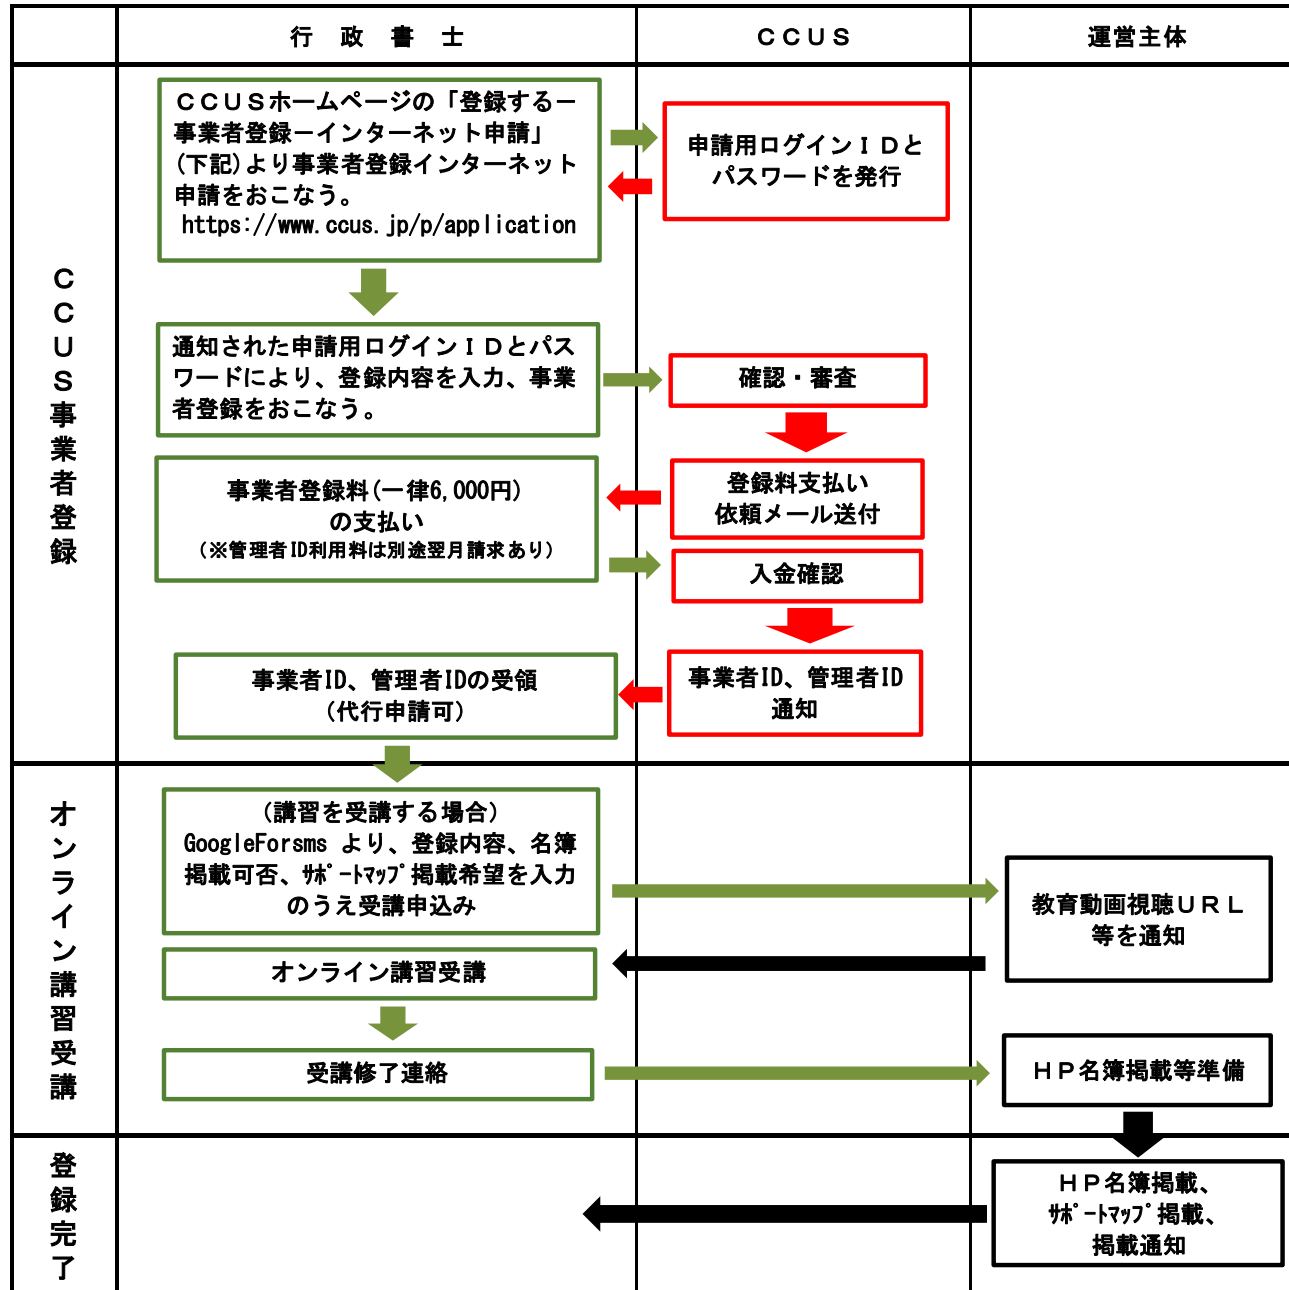 行政書士
CCUS
運営主体
CCUS事業者登録
CCUSホームページの「登録する－
事業者登録－インターネット申請」
(下記)より事業者登録インターネット
申請をおこなう。
https://www.ccus.jp/p/application
申請用ログインIDと
パスワードを発行
通知された申請用ログインIDとパス
ワードにより、登録内容を入力、事業
者登録をおこなう。
確認・審査
登録料支払い
依頼メール送付
事業者登録料(一律6,000円)
の支払い
(※管理者ID利用料は別途翌月請求あり)
入金確認
事業者ID、管理者ID
通知
事業者ID、管理者IDの受領
(代行申請可)
オンライン講習受講
(講習を受講する場合)
GoogleForsms より、登録内容、名簿
掲載可否、ｻﾎﾟｰﾄﾏｯﾌﾟ掲載希望を入力
のうえ受講申込み
教育動画視聴URL
等を通知
オンライン講習受講
受講修了連絡
HP名簿掲載等準備
登録完了
HP名簿掲載、
ｻﾎﾟｰﾄﾏｯﾌﾟ掲載、
掲載通知